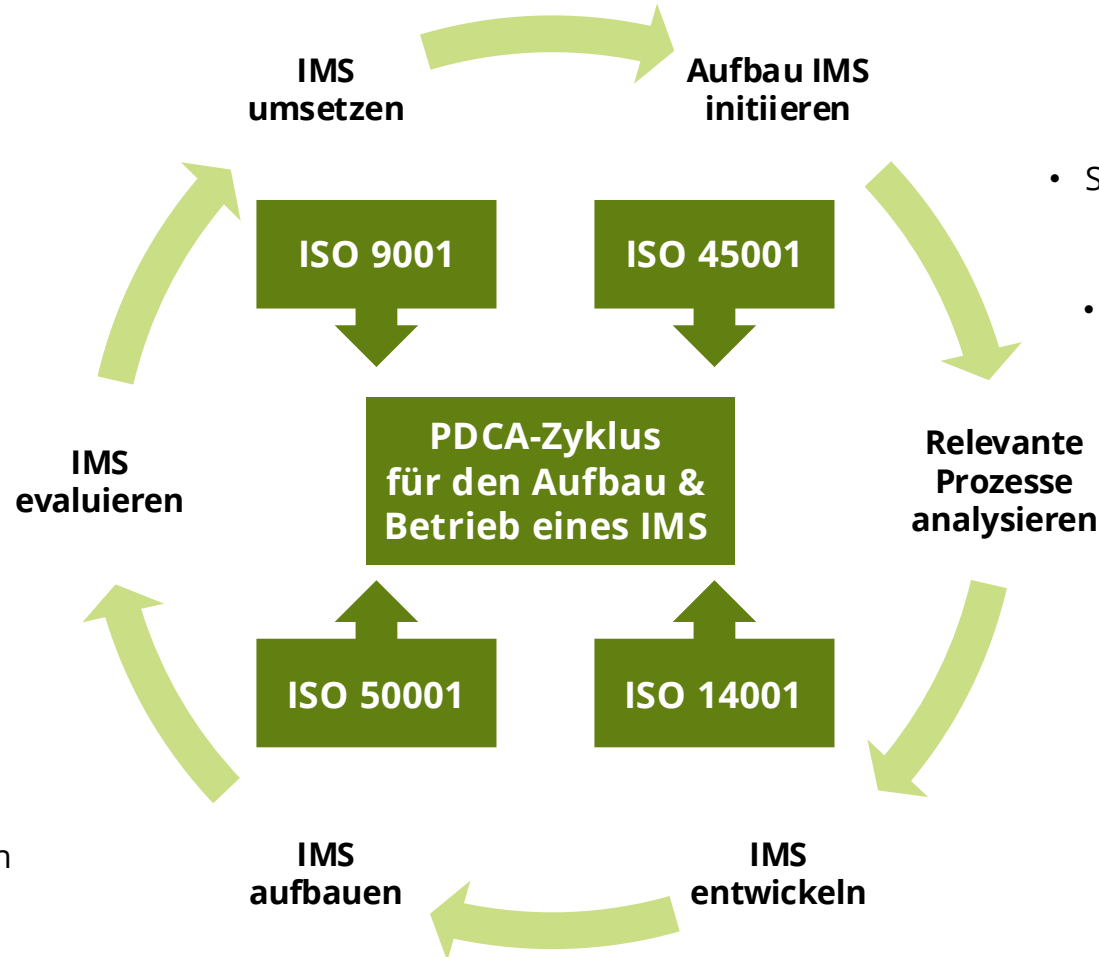 IMS
umsetzen
Aufbau IMS
initiieren
• S
ISO 9001
ISO 45001
•
PDCA-Zyklus
für den Aufbau &
Betrieb eines IMS
IMS
evaluieren
Relevante
Prozesse
analysieren
ISO 50001
ISO 14001
n
IMS
aufbauen
IMS
entwickeln